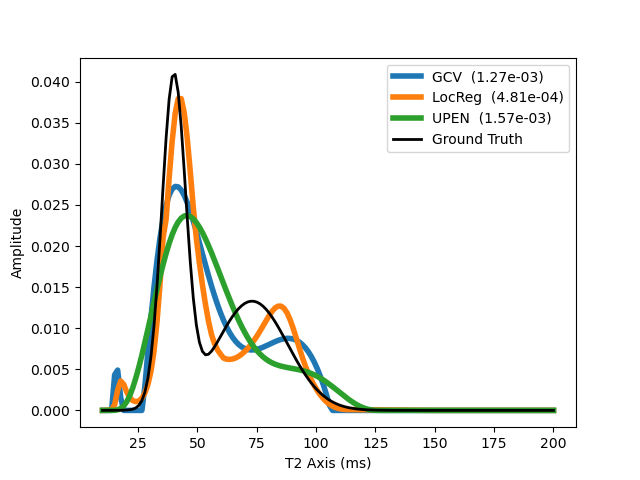 GCV (1.27e-03)
LocReg (4.81e-04)
UPEN (1.57e-03)
Ground Truth
Amplitude
0.040
0.035
0.030
0.025
0.020
0.015
0.010
0.005
0.000
25 50 75 100 125 150 175 200
T2 Axis (ms)